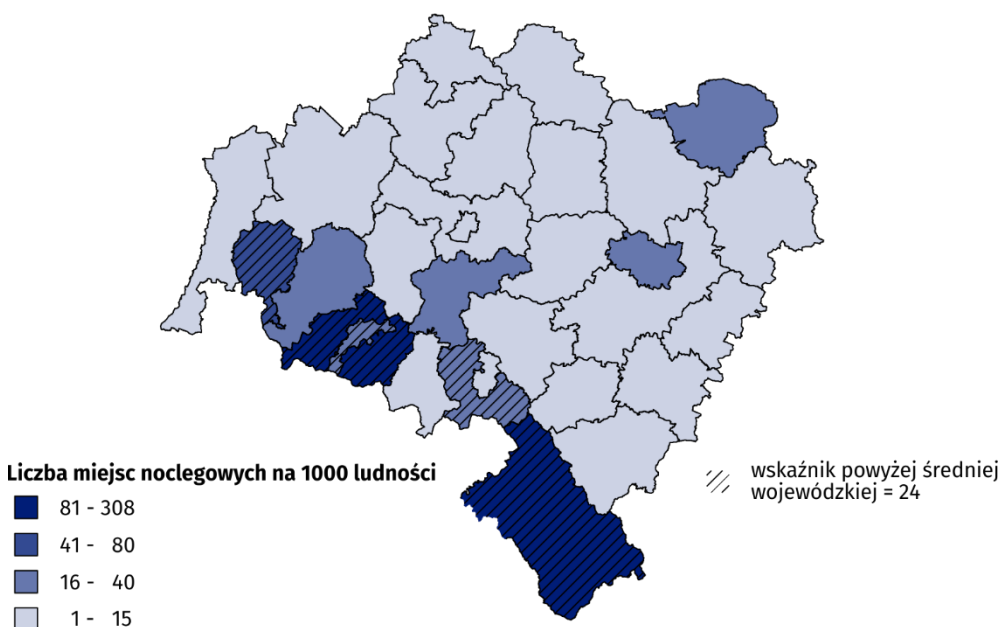 Liczba miejsc noclegowych na 1000 ludności
81 - 308
41 - 80
16 - 40
1 - 15
wskaźnik powyżej średniej
wojewódzkiej = 24